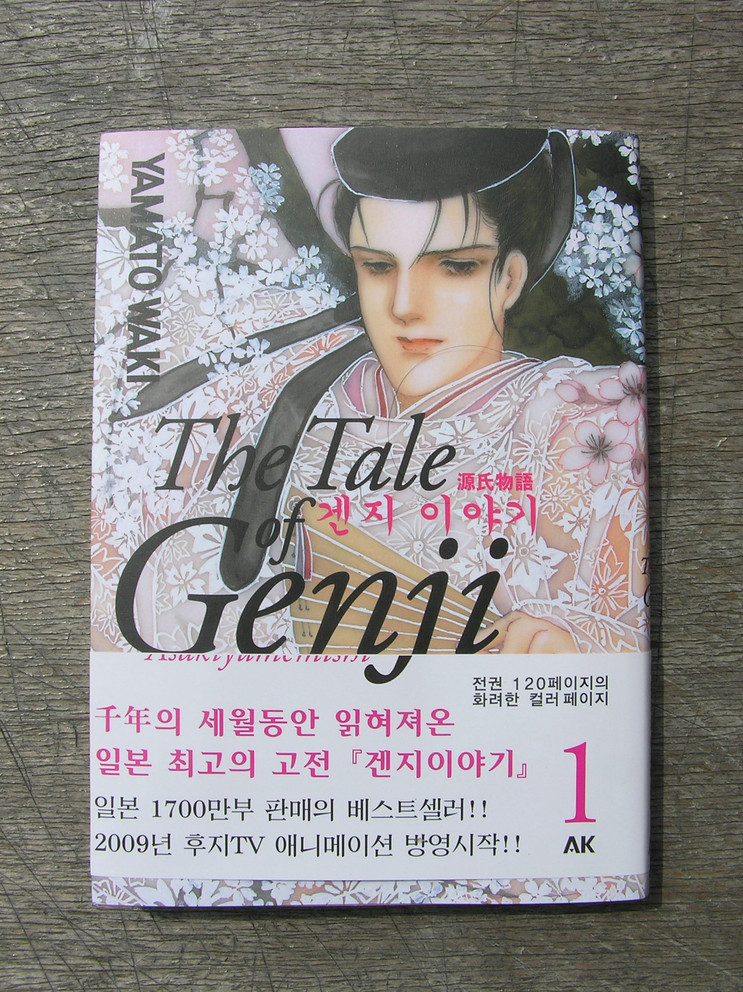 YAMATO WAKI
The Tale
源氏物語
of 겐지 이야기
Genji
Asakiyumemishi
전권 120페이지의
화려한 컬러페이지
千年의 세월동안 읽혀져온
일본 최고의 고전 『겐지이야기』
1
일본 1700만부 판매의 베스트셀러!!
2009년 후지TV 애니메이션 방영시작!!
AK